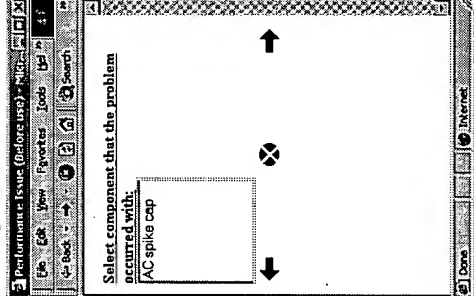 Performance Issue (Before use) - Micr
File Edit View Favorites Tools
Back Search
Select component that the problem
occurred with:
AC spike cap
Done Internet